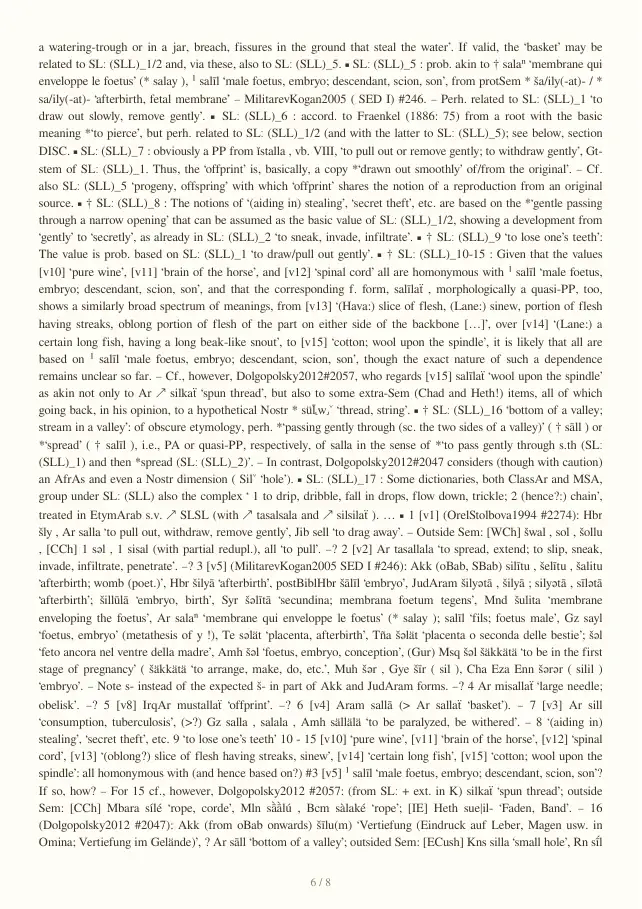 a watering-trough or in a jar, breach, fissures in the ground that steal the water’. If valid, the ‘basket’ may be
related to SLː (SLL)_1/2 and, via these, also to SLː (SLL)_5. ▪ SLː (SLL)_5 : prob. akin to † salaⁿ ‘membrane qui
enveloppe le foetus’ (* salay ), ¹ salīl ‘male foetus, embryo; descendant, scion, son’, from protSem * ša/ily(-at)- / *
sa/ily(-at)- ‘afterbirth, fetal membrane’ – MilitarevKogan2005 ( SED I) #246. – Perh. related to SLː (SLL)_1 ‘to
draw out slowly, remove gently’. ▪ SLː (SLL)_6 : accord. to Fraenkel (1886: 75) from a root with the basic
meaning *‘to pierce’, but perh. related to SLː (SLL)_1/2 (and with the latter to SLː (SLL)_5); see below, section
DISC. ▪ SLː (SLL)_7 : obviously a PP from ĭstalla , vb. VIII, ‘to pull out or remove gently; to withdraw gently’, Gt-
stem of SLː (SLL)_1. Thus, the ‘offprint’ is, basically, a copy *‘drawn out smoothly’ of/from the original’. – Cf.
also SLː (SLL)_5 ‘progeny, offspring’ with which ‘offprint’ shares the notion of a reproduction from an original
source. ▪ † SLː (SLL)_8 : The notions of ‘(aiding in) stealing’, ‘secret theft’, etc. are based on the *‘gentle passing
through a narrow opening’ that can be assumed as the basic value of SLː (SLL)_1/2, showing a development from
‘gently’ to ‘secretly’, as already in SLː (SLL)_2 ‘to sneak, invade, infiltrate’. ▪ † SLː (SLL)_9 ‘to lose one’s teeth’:
The value is prob. based on SLː (SLL)_1 ‘to draw/pull out gently’. ▪ † SLː (SLL)_10-15 : Given that the values
[v10] ‘pure wine’, [v11] ‘brain of the horse’, and [v12] ‘spinal cord’ all are homonymous with ¹ salīl ‘male foetus,
embryo; descendant, scion, son’, and that the corresponding f. form, salīlaẗ , morphologically a quasi-PP, too,
shows a similarly broad spectrum of meanings, from [v13] ‘(Hava:) slice of flesh, (Lane:) sinew, portion of flesh
having streaks, oblong portion of flesh of the part on either side of the backbone […]’, over [v14] ‘(Lane:) a
certain long fish, having a long beak-like snout’, to [v15] ‘cotton; wool upon the spindle’, it is likely that all are
based on ¹ salīl ‘male foetus, embryo; descendant, scion, son’, though the exact nature of such a dependence
remains unclear so far. – Cf., however, Dolgopolsky2012#2057, who regards [v15] salīlaẗ ‘wool upon the spindle’
as akin not only to Ar ↗ silkaẗ ‘spun thread’, but also to some extra-Sem (Chad and Heth!) items, all of which
going back, in his opinion, to a hypothetical Nostr ‘thread, string’. ▪ † SLː (SLL)_16 ‘bottom of a valley;
stream in a valley’: of obscure etymology, perh. *‘passing gently through (sc. the two sides of a valley)’ ( † sāll ) or
*‘spread’ ( † salīl ), i.e., PA or quasi-PP, respectively, of salla in the sense of *‘to pass gently through s.th (SLː
(SLL)_1) and then *spread (SLː (SLL)_2)’. – In contrast, Dolgopolsky2012#2047 considers (though with caution)
an AfrAs and even a Nostr dimension ( Silˇ ‘hole’). ▪ SLː (SLL)_17 : Some dictionaries, both ClassAr and MSA,
group under SLː (SLL) also the complex ‘ 1 to drip, dribble, fall in drops, flow down, trickle; 2 (hence?:) chain’,
treated in EtymArab s.v. ↗ SLSL (with ↗ tasalsala and ↗ silsilaẗ ). … ▪ 1 [v1] (OrelStolbova1994 #2274): Hbr
šly , Ar salla ‘to pull out, withdraw, remove gently’, Jib sell ‘to drag away’. – Outside Sem: [WCh] šwal , sol , šollu
, [CCh] 1 səl , 1 sisal (with partial redupl.), all ‘to pull’. –? 2 [v2] Ar tasallala ‘to spread, extend; to slip, sneak,
invade, infiltrate, penetrate’. –? 3 [v5] (MilitarevKogan2005 SED I #246): Akk (oBab, SBab) silītu , šelītu , šalitu
‘afterbirth; womb (poet.)’, Hbr šilyā ‘afterbirth’, postBiblHbr šālīl ‘embryo’, JudAram šilyətā , šilyā ; silyətā , sīlətā
‘afterbirth’; šillūlā ‘embryo, birth’, Syr šəlītā ‘secundina; membrana foetum tegens’, Mnd šulita ‘membrane
enveloping the foetus’, Ar salaⁿ ‘membrane qui enveloppe le foetus’ (* salay ); salīl ‘fils; foetus male’, Gz sayl
‘foetus, embryo’ (metathesis of y !), Te səlät ‘placenta, afterbirth’, Tña šəlät ‘placenta o seconda delle bestie’; šəl
‘feto ancora nel ventre della madre’, Amh šəl ‘foetus, embryo, conception’, (Gur) Msq šəl šäkkätä ‘to be in the first
stage of pregnancy’ ( šäkkätä ‘to arrange, make, do, etc.’, Muh šər , Gye šīr ( sil ), Cha Eza Enn šərər ( silil )
‘embryo’. – Note s- instead of the expected š- in part of Akk and JudAram forms. –? 4 Ar misallaẗ ‘large needle;
obelisk’. –? 5 [v8] IrqAr mustallaẗ ‘offprint’. –? 6 [v4] Aram sallā (> Ar sallaẗ ‘basket’). – 7 [v3] Ar sill
‘consumption, tuberculosis’, (>?) Gz salla , salala , Amh sällälä ‘to be paralyzed, be withered’. – 8 ‘(aiding in)
stealing’, ‘secret theft’, etc. 9 ‘to lose one’s teeth’ 10 - 15 [v10] ‘pure wine’, [v11] ‘brain of the horse’, [v12] ‘spinal
cord’, [v13] ‘(oblong?) slice of flesh having streaks, sinew’, [v14] ‘certain long fish’, [v15] ‘cotton; wool upon the
spindle’: all homonymous with (and hence based on?) #3 [v5] ¹ salīl ‘male foetus, embryo; descendant, scion, son’?
If so, how? – For 15 cf., however, Dolgopolsky2012 #2057: (from SLː + ext. in K) silkaẗ ‘spun thread’; outside
Sem: [CCh] Mbara sílé ‘rope, corde’, Mln , Bcm sàlaké ‘rope’; [IE] Heth sue|il- ‘Faden, Band’. – 16
(Dolgopolsky2012 #2047): Akk (from oBab onwards) šīlu(m) ‘Vertiefung (Eindruck auf Leber, Magen usw. in
Omina; Vertiefung im Gelände)’, ? Ar sāll ‘bottom of a valley’; outsided Sem: [ECush] Kns silla ‘small hole’, Rn síl
6 / 8